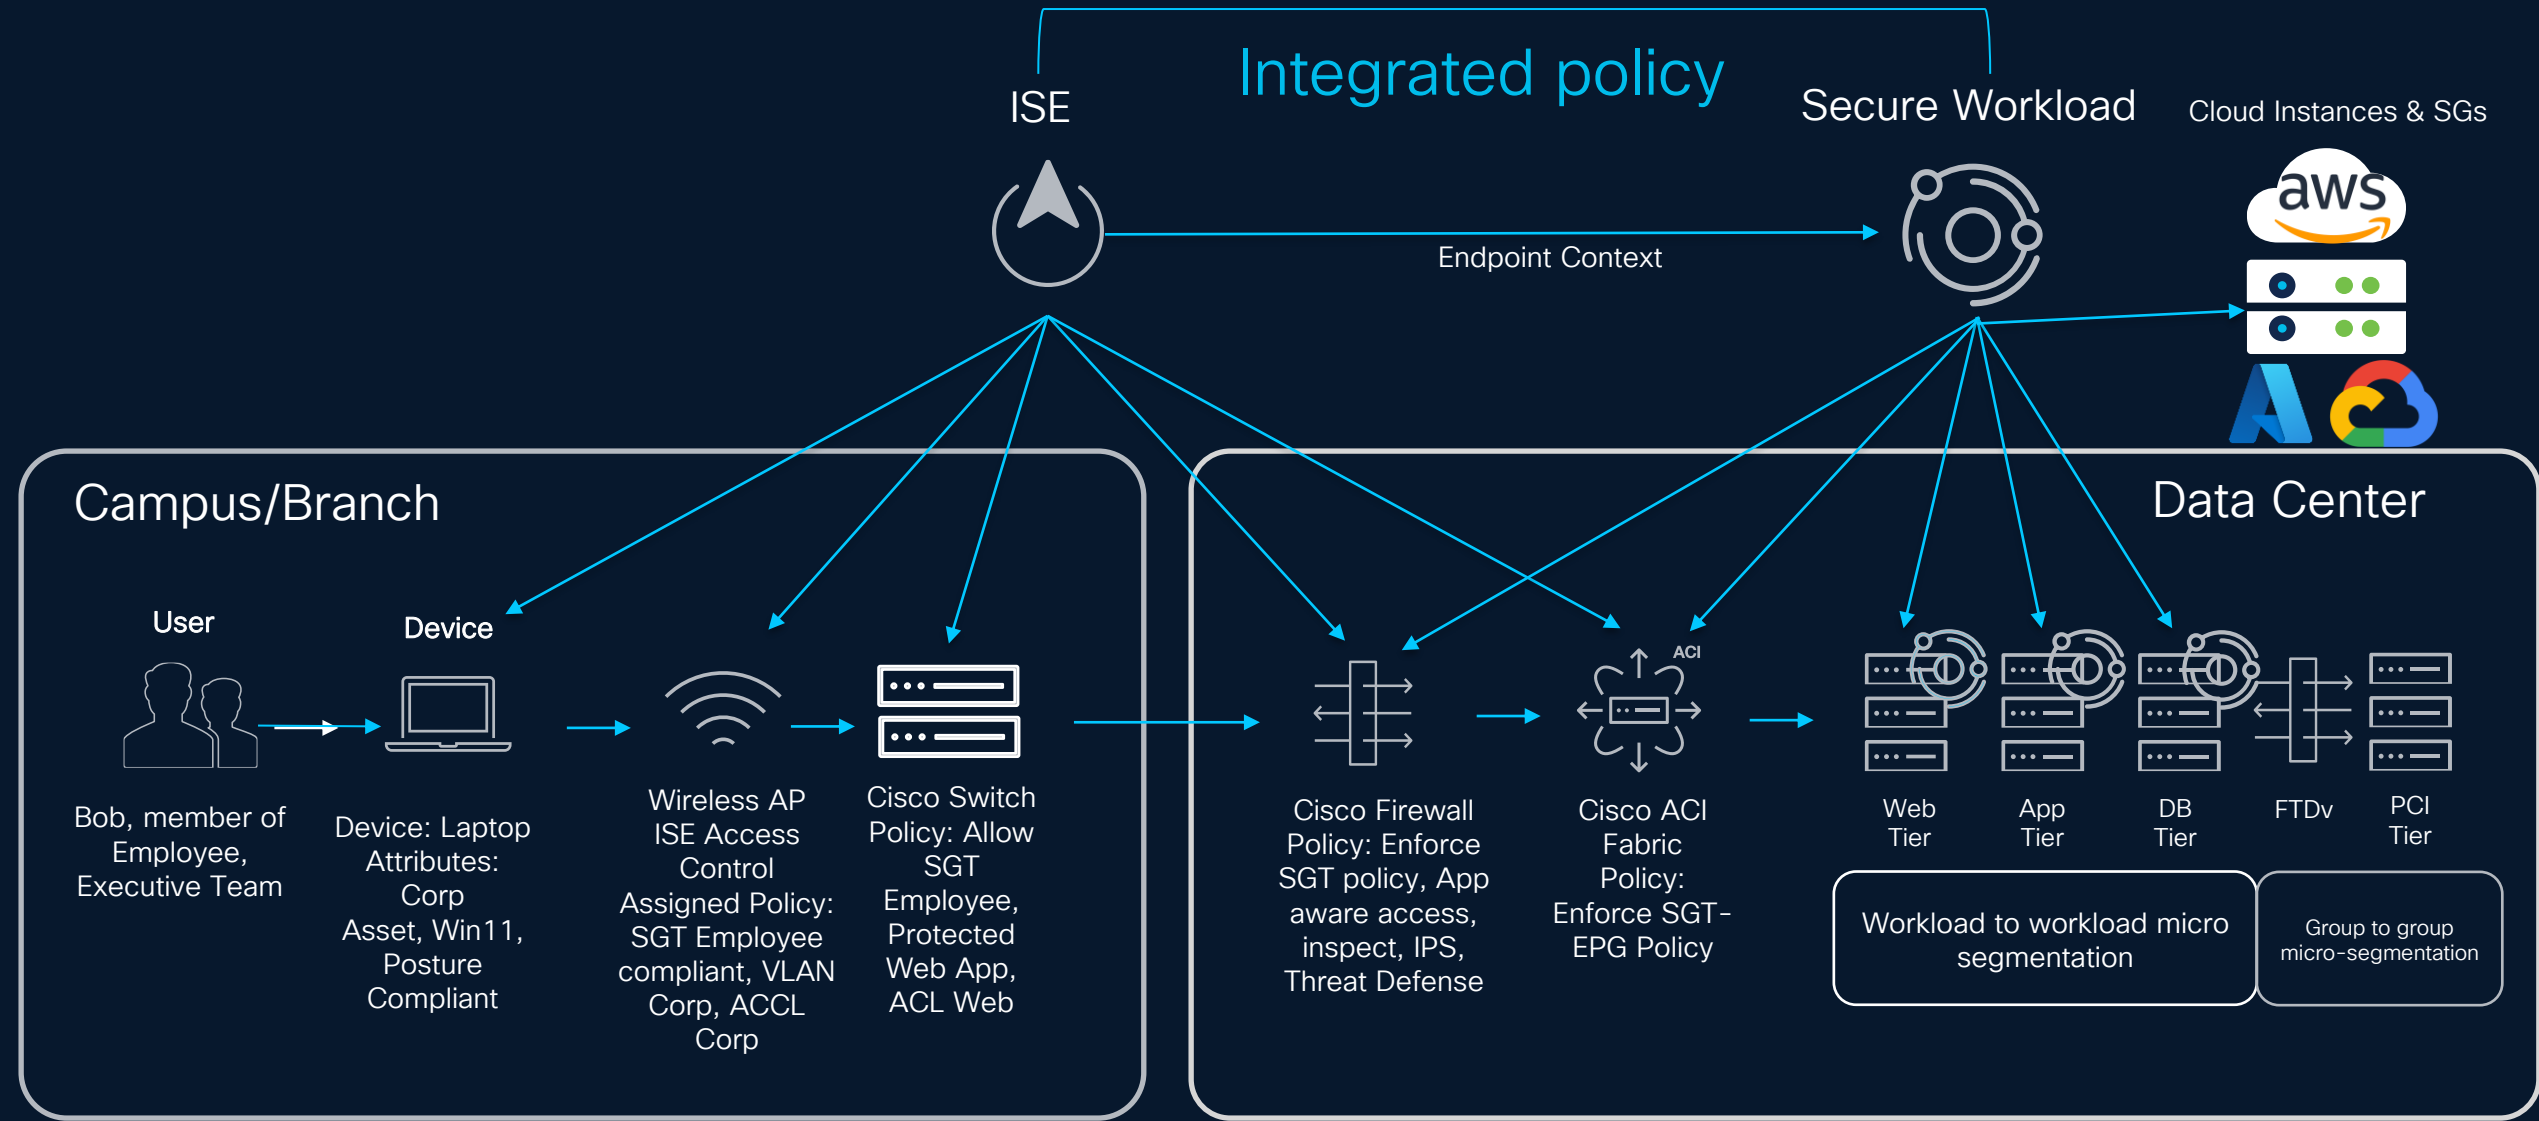 Integrated policy
ISE
Secure Workload
Cloud Instances & SGs
aws
Endpoint Context
Campus/Branch
Data Center
User
Device
ACI
Bob, member of
Employee,
Executive Team
Device: Laptop
Attributes:
Corp
Asset, Win11,
Posture
Compliant
Wireless AP
ISE Access
Control
Assigned Policy:
SGT Employee
compliant, VLAN
Corp, ACCL
Corp
Cisco Switch
Policy: Allow
SGT
Employee,
Protected
Web App,
ACL Web
Cisco Firewall
Policy: Enforce
SGT policy, App
aware access,
inspect, IPS,
Threat Defense
Cisco ACI
Fabric
Policy:
Enforce SGT-
EPG Policy
Web
Tier
App
Tier
DB
Tier
FTDv
PCI
Tier
Workload to workload micro
segmentation
Group to group
micro-segmentation